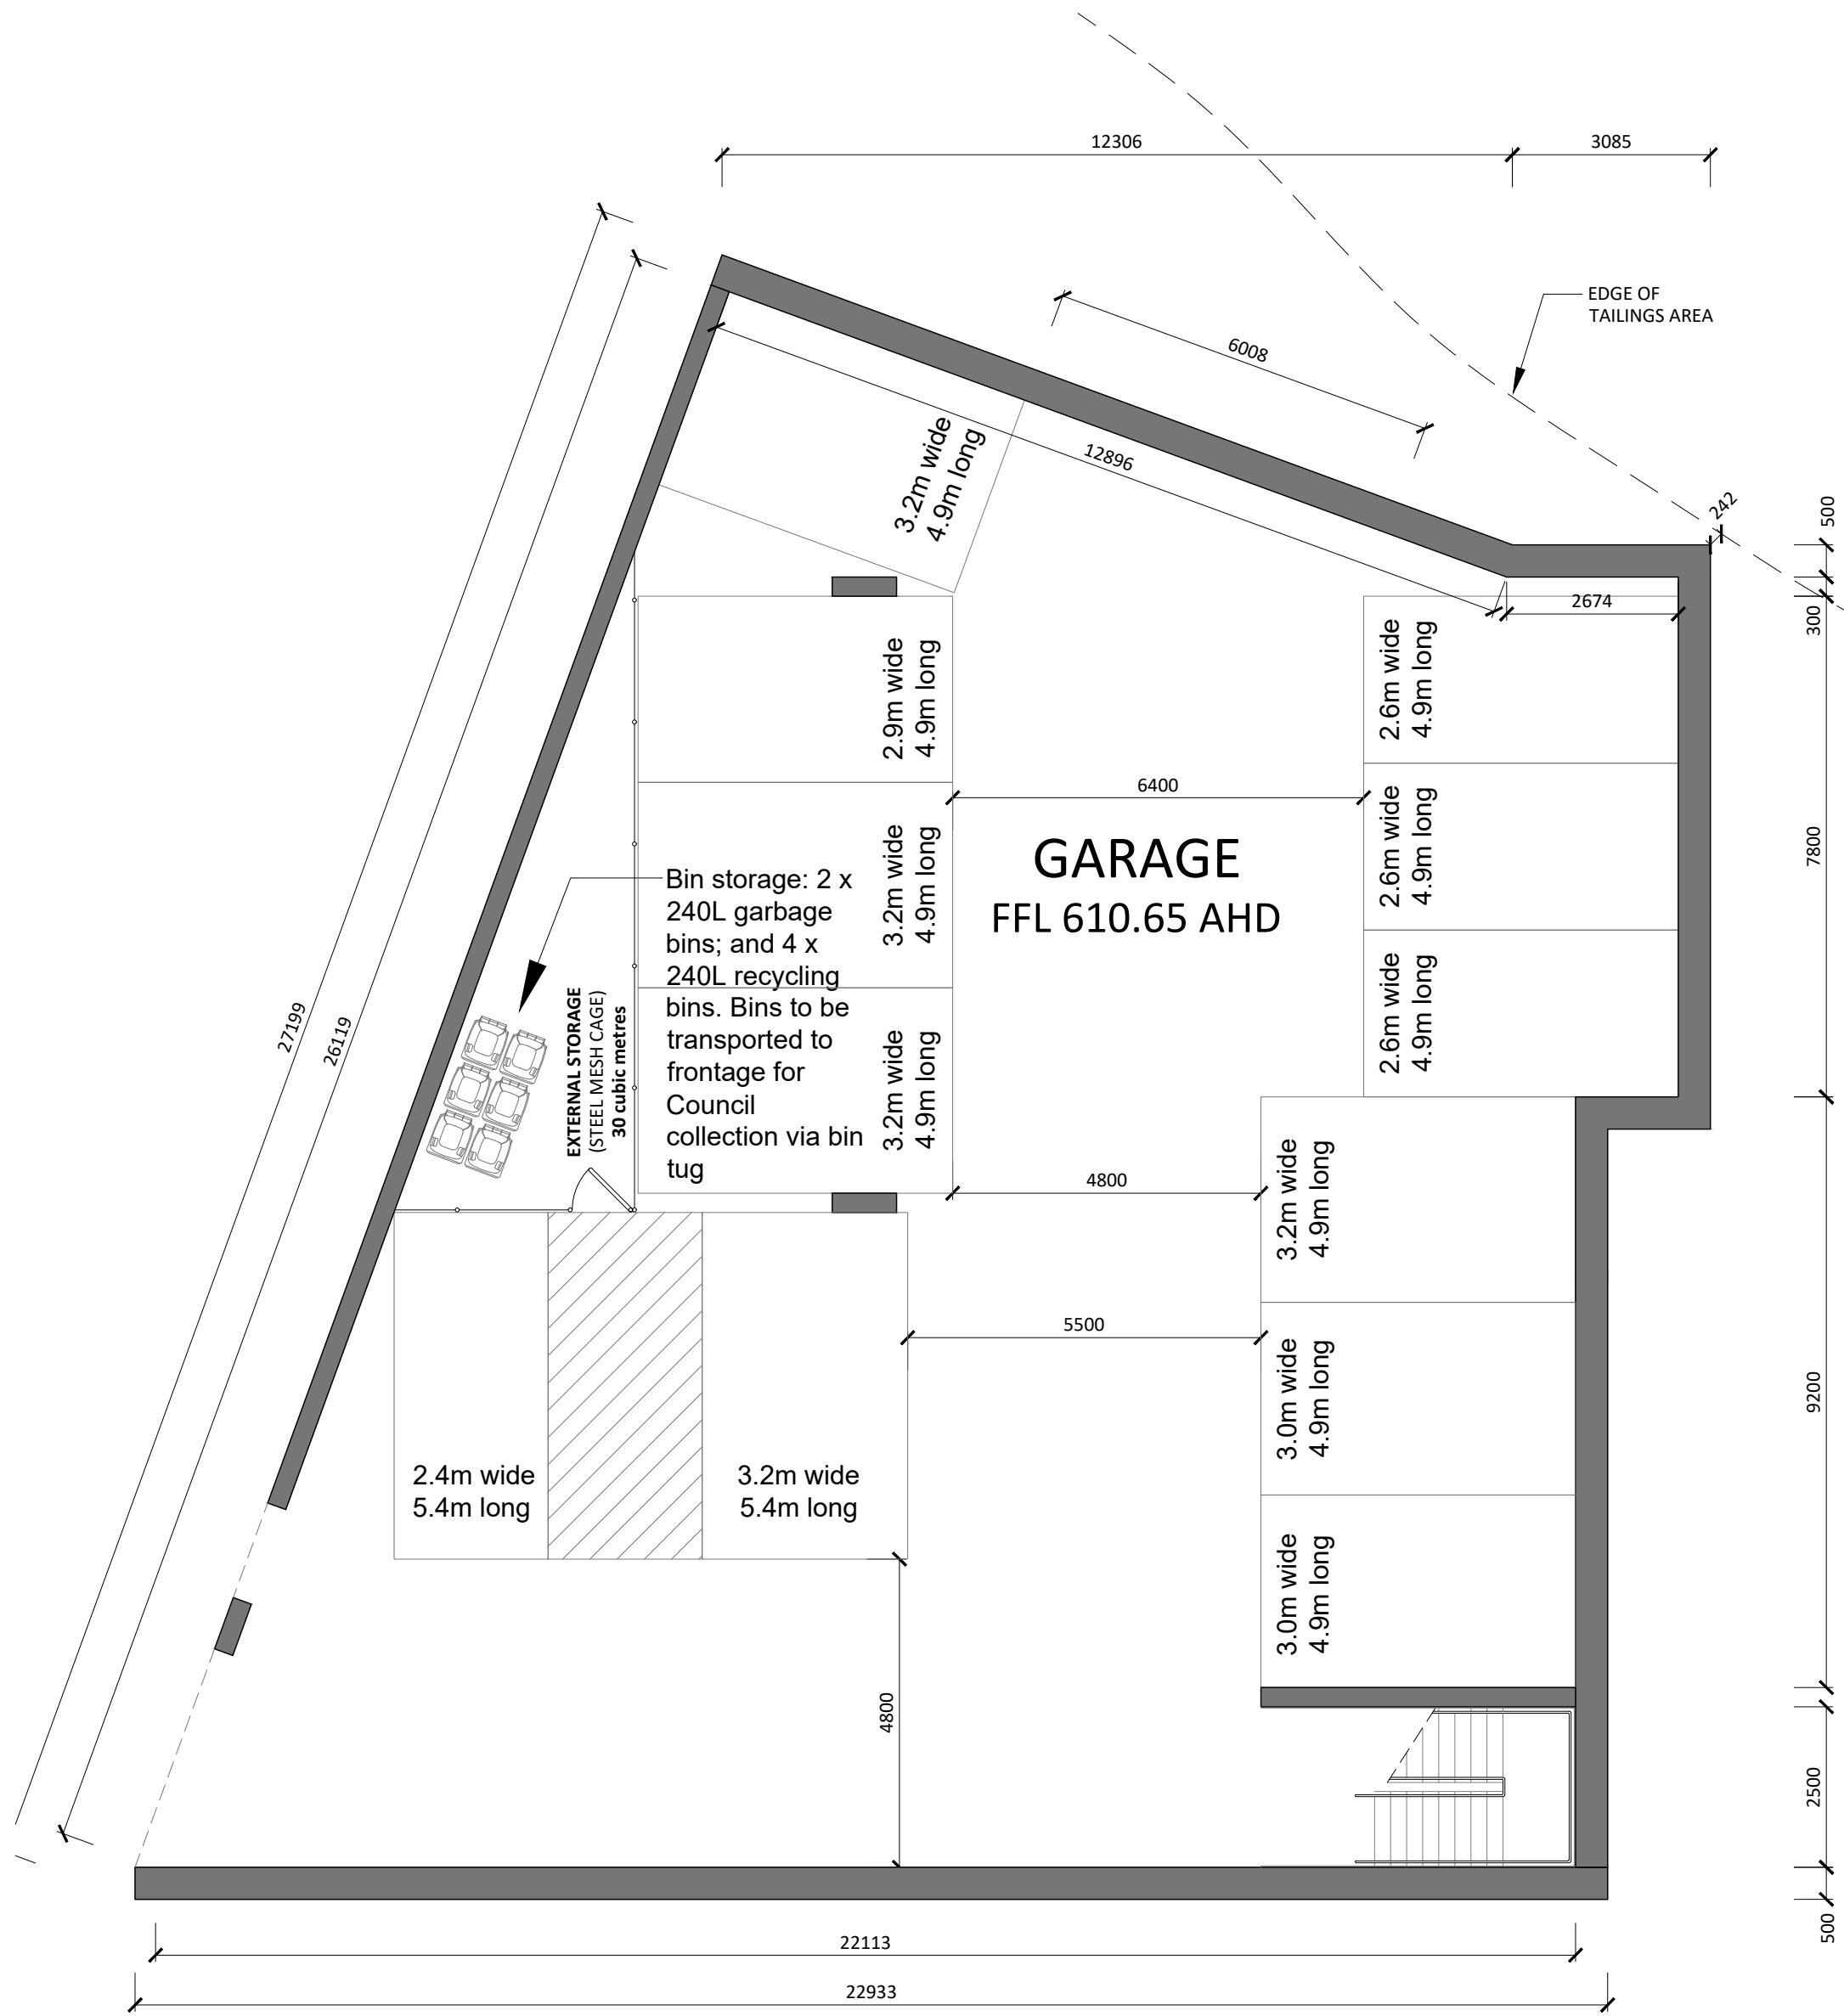 12306
3085
EDGE OF
TAILINGS AREA
6008
12896
242
500
300
2674
3.2m wide
4.9m long
2.9m wide
4.9m long
2.6m wide
4.9m long
6400
GARAGE
FFL 610.65 AHD
3.2m wide
4.9m long
2.6m wide
4.9m long
7800
Bin storage: 2 x
240L garbage
bins; and 4 x
240L recycling
bins. Bins to be
transported to
frontage for
Council
collection via bin
tug
27199
26119
EXTERNAL STORAGE
(STEEL MESH CAGE)
30 cubic metres
3.2m wide
4.9m long
2.6m wide
4.9m long
4800
3.2m wide
4.9m long
5500
3.0m wide
4.9m long
9200
2.4m wide
5.4m long
3.2m wide
5.4m long
3.0m wide
4.9m long
4800
2500
500
22113
22933